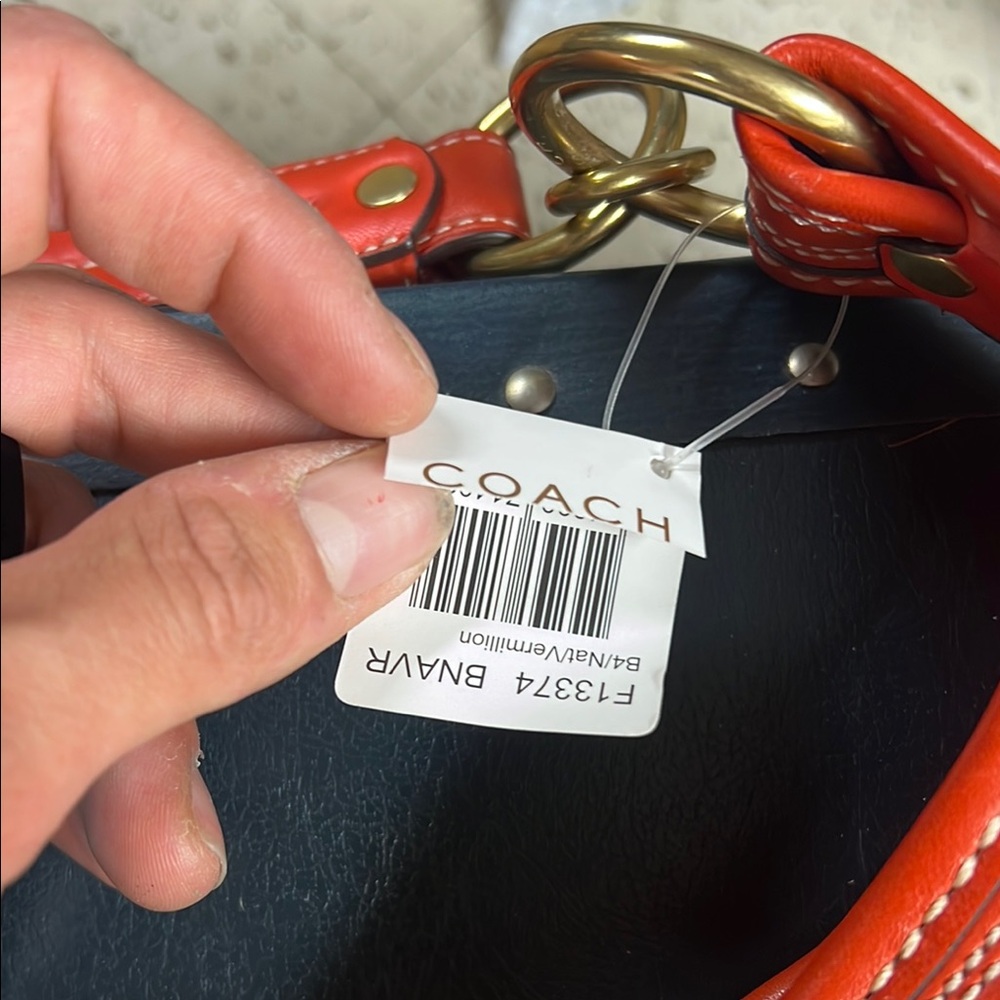 COACH
F13374 BNAVR
B4/Nat/Vermillion